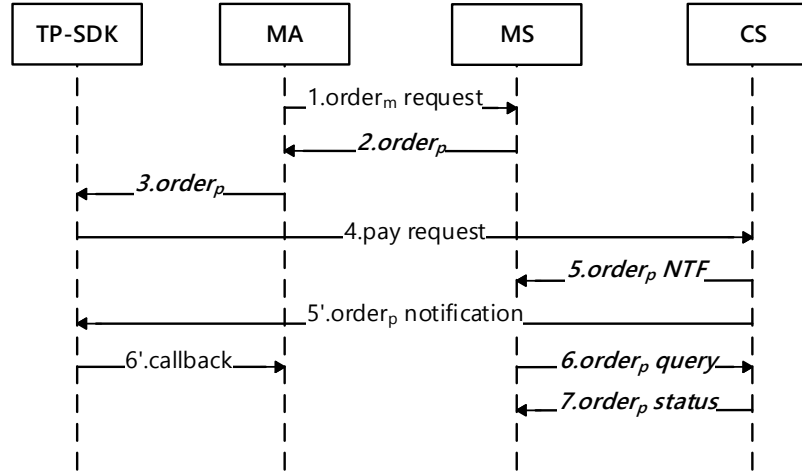 TP-SDK MA MS CS
1.orderₘ request
2.orderₚ
3.orderₚ
4.pay request
5.orderₚ NTF
5'.orderₚ notification
6'.callback 6.orderₚ query
7.orderₚ status